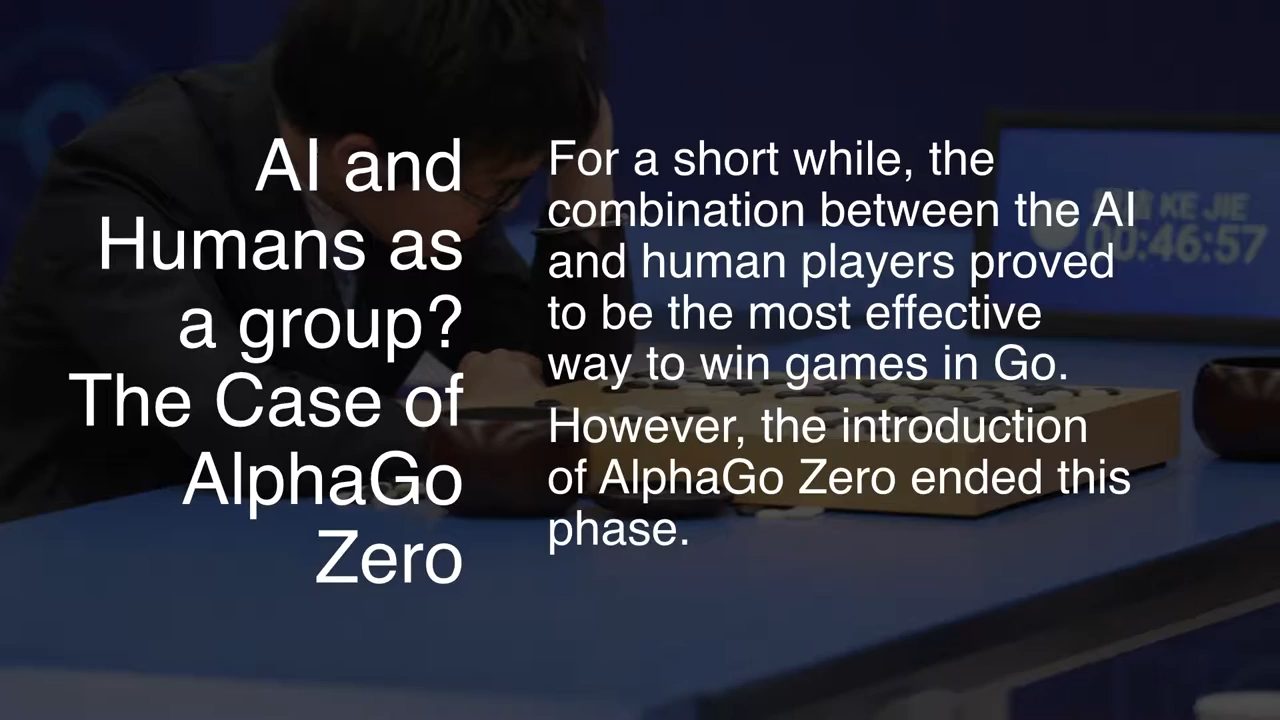 AI and
Humans as
a group?
The Case of
AlphaGo
Zero
For a short while, the
combination between the AI
and human players proved
to be the most effective
way to win games in Go.
However, the introduction
of AlphaGo Zero ended this
phase.
KE JIE
00:46:57